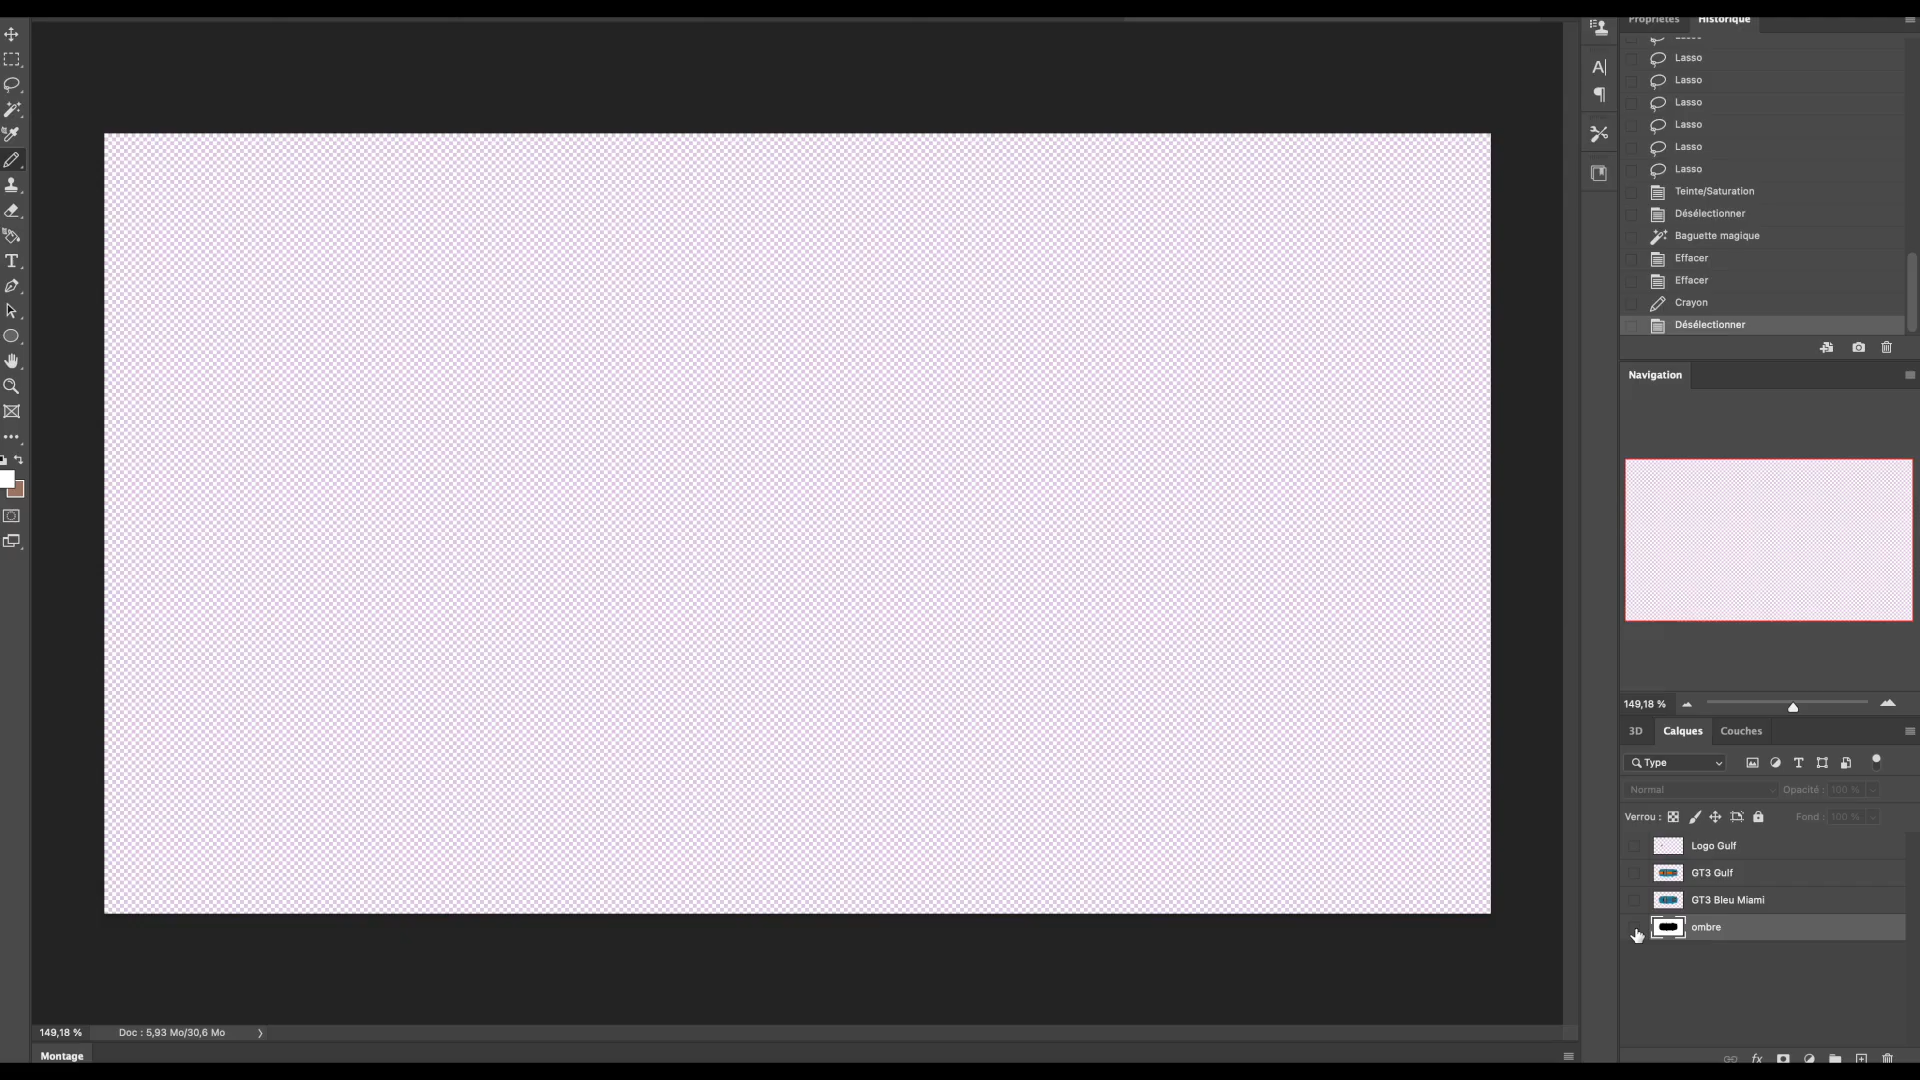 Propriétés Historique
Lasso
Lasso
Lasso
Lasso
Lasso
Lasso
Lasso
Teinte/Saturation
Désélectionner
Baguette magique
Effacer
Effacer
Crayon
Désélectionner
Navigation
149,18 %
3D Calques Couches
Type
Normal Opacité : 100 %
Verrou : Fond : 100 %
Logo Gulf
GT3 Gulf
GT3 Bleu Miami
ombre
149,18 % Doc : 5,93 Mo/30,6 Mo
Montage